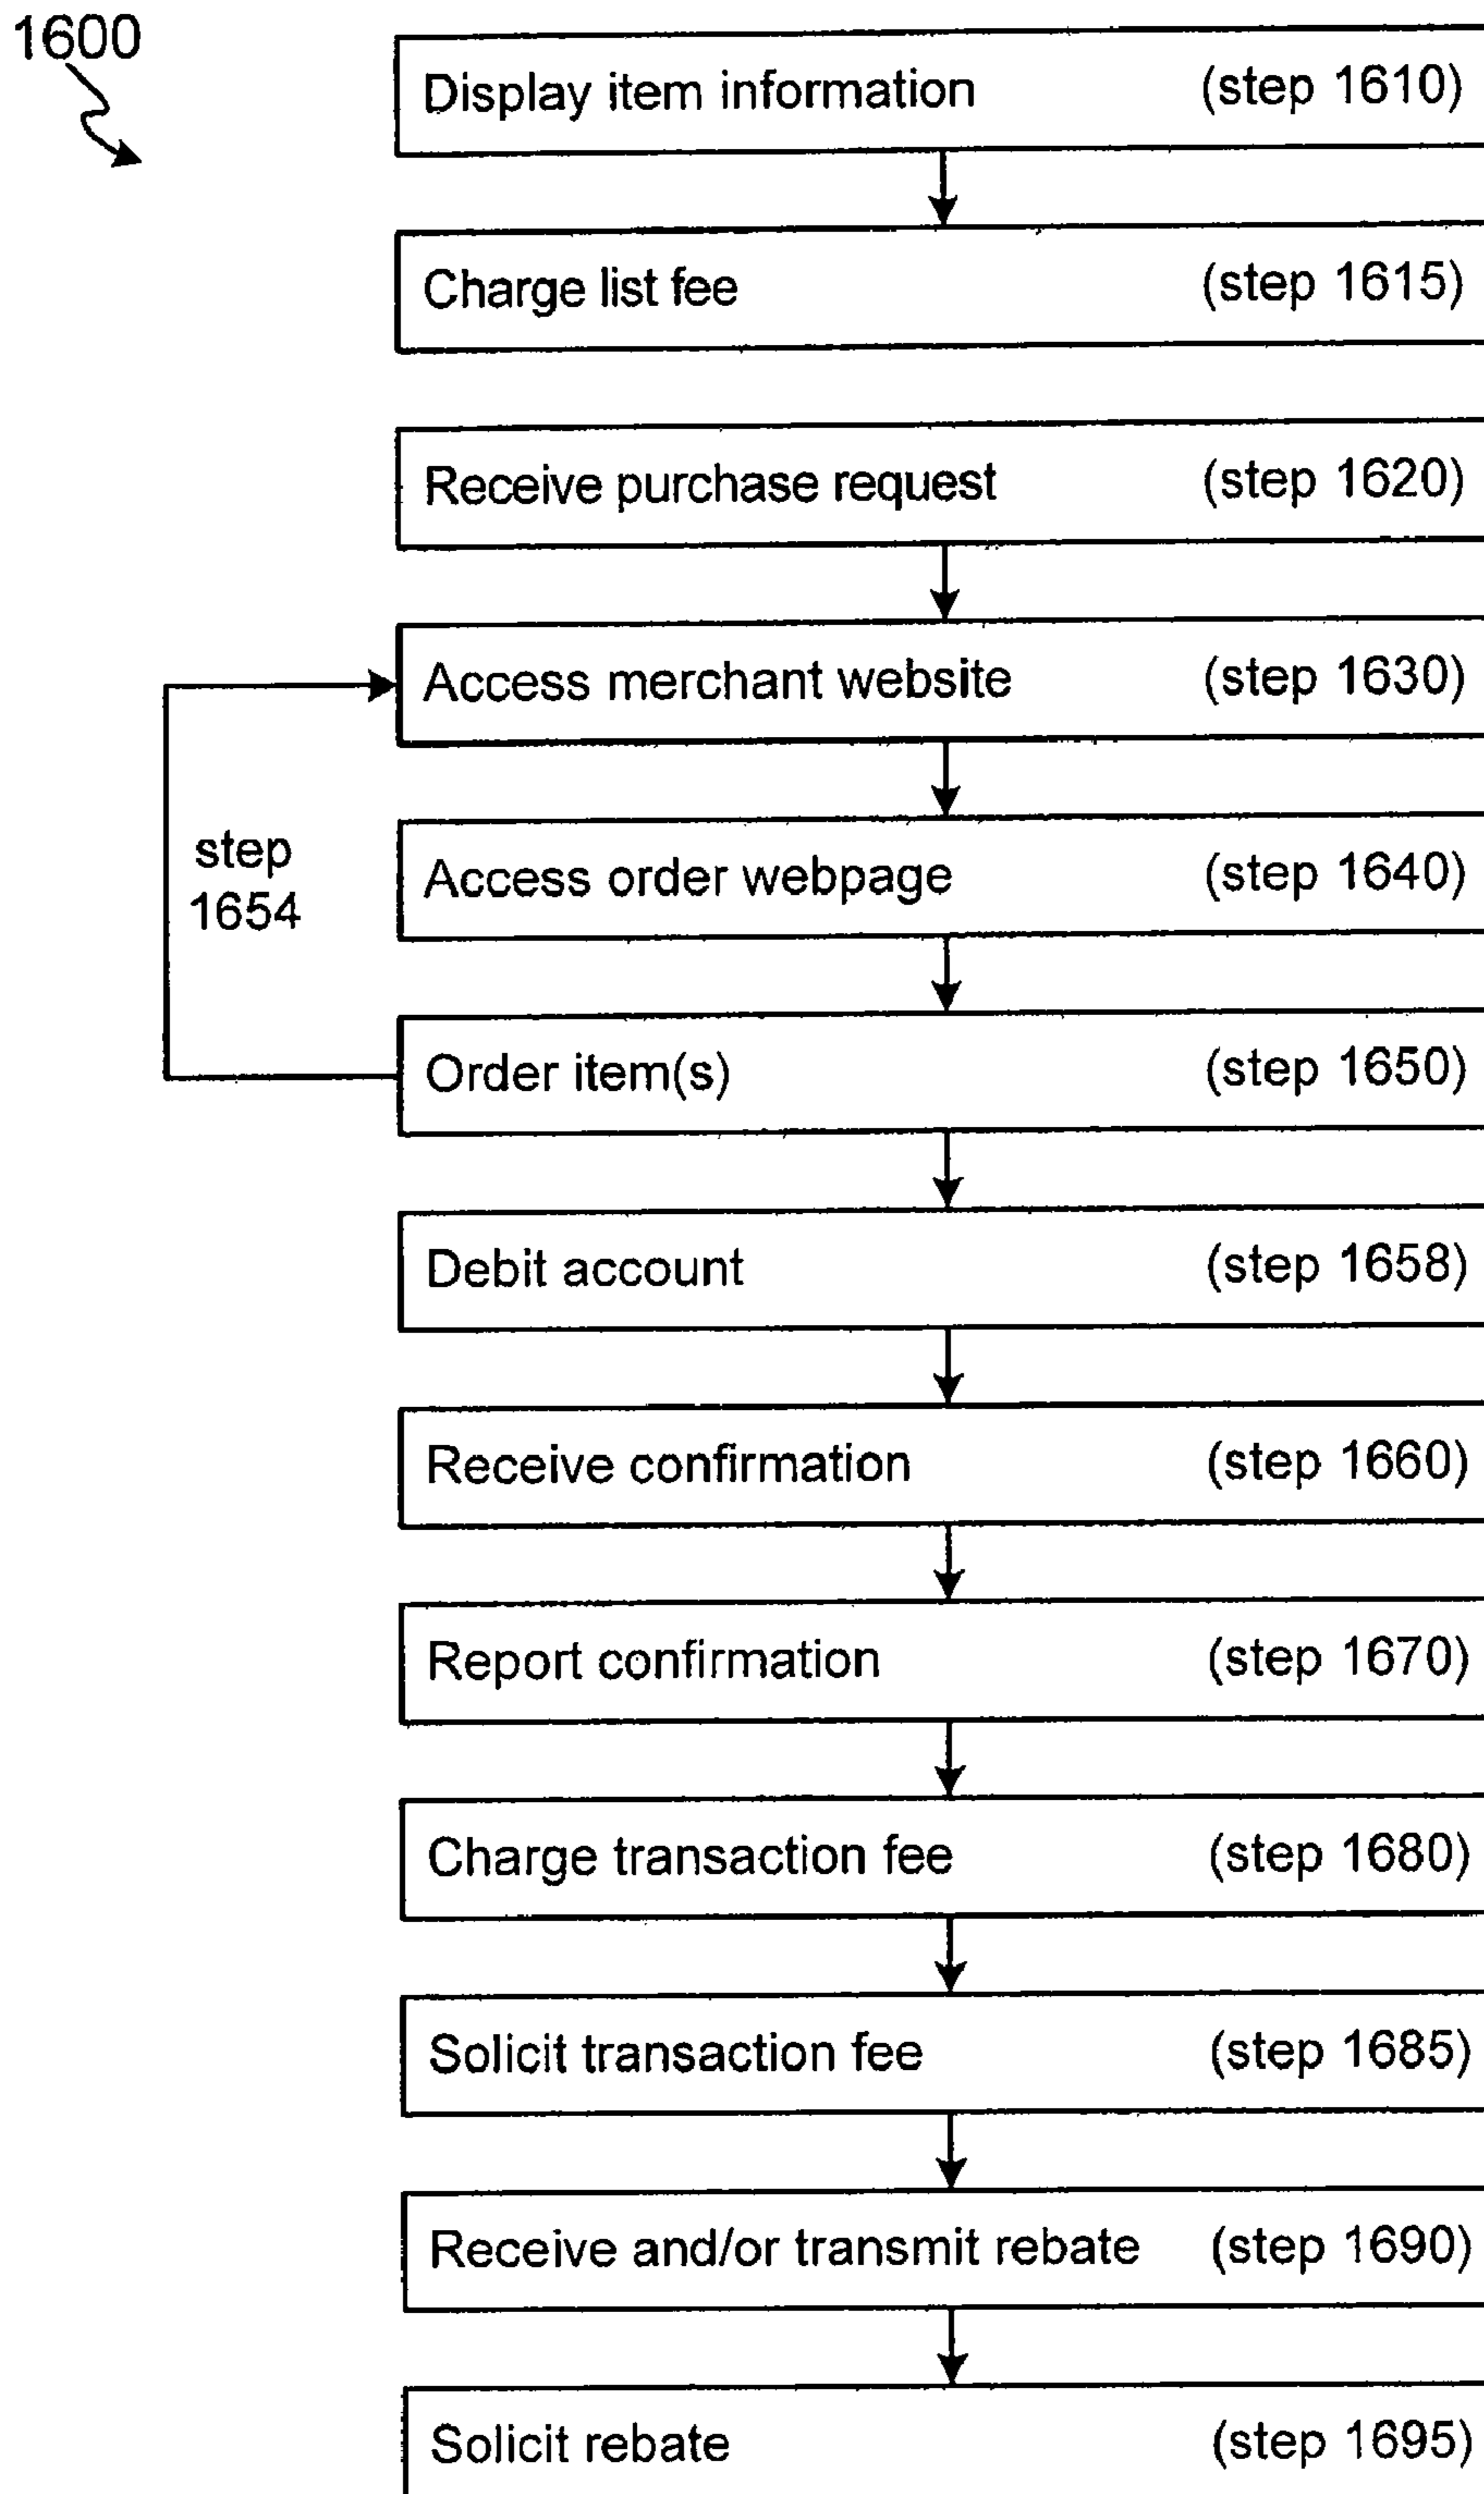 1600
Display item information (step 1610)
Charge list fee (step 1615)
Receive purchase request (step 1620)
Access merchant website (step 1630)
step
1654
Access order webpage (step 1640)
Order item(s) (step 1650)
Debit account (step 1658)
Receive confirmation (step 1660)
Report confirmation (step 1670)
Charge transaction fee (step 1680)
Solicit transaction fee (step 1685)
Receive and/or transmit rebate (step 1690)
Solicit rebate (step 1695)